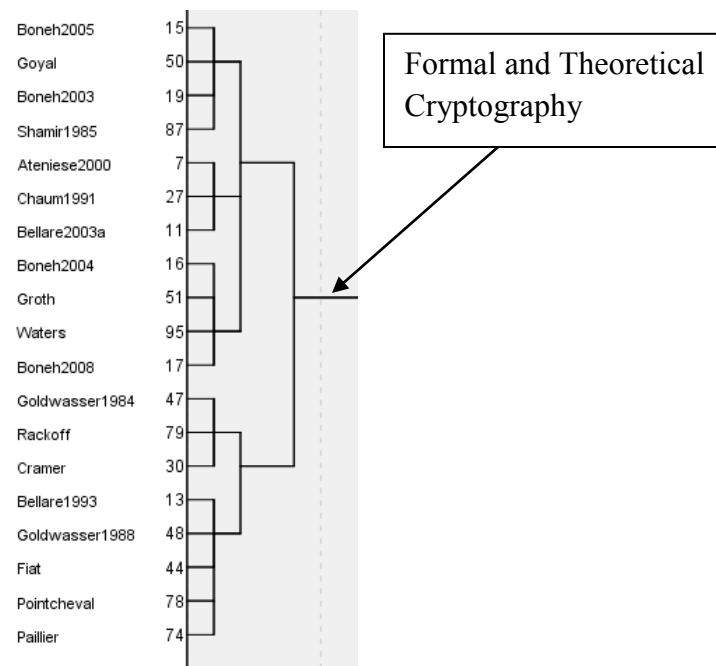 Boneh2005 15
Goyal 50
Boneh2003 19
Shamir1985 87
Ateniese2000 7
Chaum1991 27
Bellare2003a 11
Boneh2004 16
Groth 51
Waters 95
Boneh2008 17
Goldwasser1984 47
Rackoff 79
Cramer 30
Bellare1993 13
Goldwasser1988 48
Fiat 44
Pointcheval 78
Paillier 74
Formal and Theoretical
Cryptography